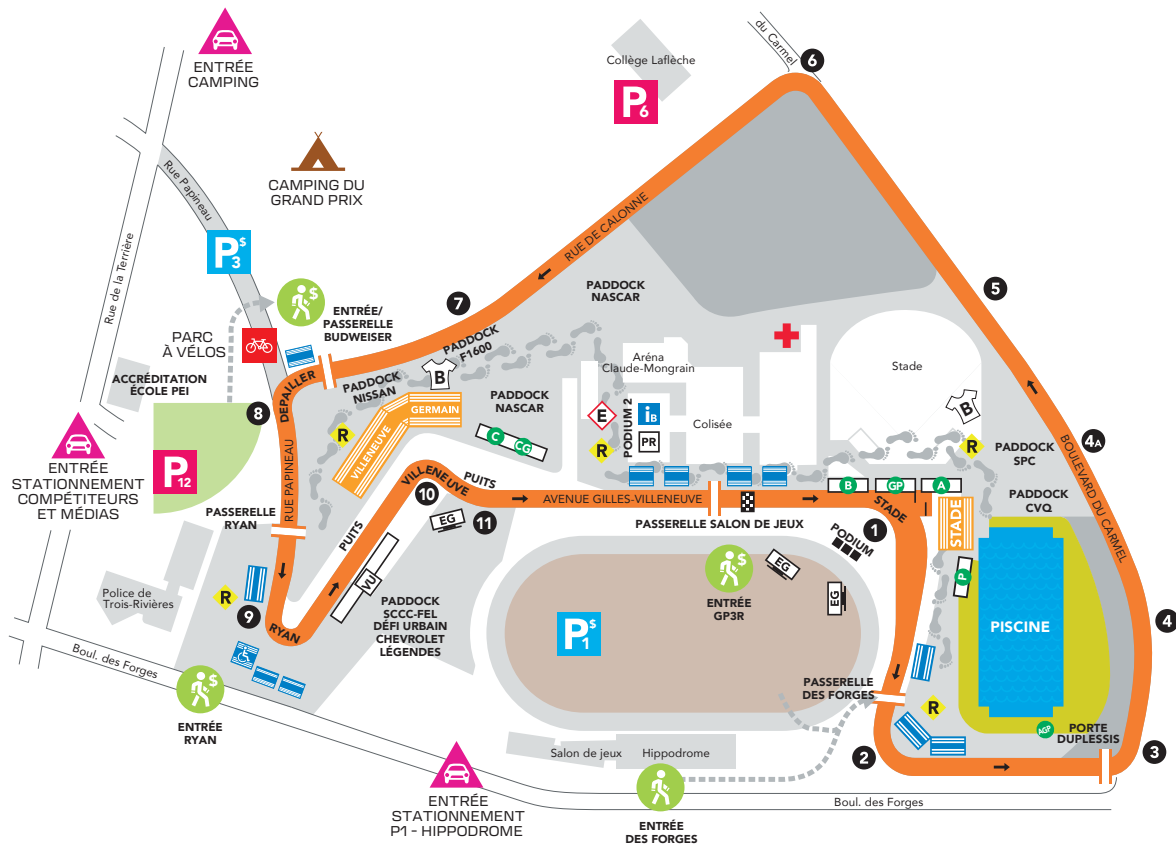 ENTRÉE
CAMPING
Collège Laflèche
P6
du Carmel
6
Rue Papineau
CAMPING DU
GRAND PRIX
Rue de la Terrière
P3$
RUE DE CALONNE
7
5
PADDOCK
NASCAR
$
ENTRÉE/
PASSERELLE
BUDWEISER
PARC
À VÉLOS
PADDOCK
F1600
B
Aréna
Claude-Mongrain
Stade
B
ACCRÉDITATION
ÉCOLE PEI
DEPAILLER
8
PADDOCK
NISSAN
GERMAIN
VILLENEUVE
R
PADDOCK
NASCAR
C
CG
E
R
PODIUM 2
iB
PR
Colisée
R
PADDOCK
SPC
4A
BOULEVARD DU CARMEL
ENTRÉE
STATIONNEMENT
COMPÉTITEURS
ET MÉDIAS
P12
RUE PAPINEAU
PASSERELLE
RYAN
10
VILLENEUVE
PUITS
PUITS
EG
11
AVENUE GILLES-VILLENEUVE
PASSERELLE SALON DE JEUX
B
GP
A
STADE
1
STADE
PADDOCK
CVQ
PODIUM
EG
EG
P
VU
$
ENTRÉE
GP3R
P1$
PISCINE
4
Police de
Trois-Rivières
R
9
RYAN
PADDOCK
SCCC-FEL
DÉFI URBAIN
CHEVROLET
LÉGENDES
Boul. des Forges
$
ENTRÉE
RYAN
PASSERELLE
DES FORGES
R
AGP
PORTE
DUPLESSIS
2
3
Salon de jeux
Hippodrome
ENTRÉE
STATIONNEMENT
P1 - HIPPODROME
ENTRÉE
DES FORGES
Boul. des Forges